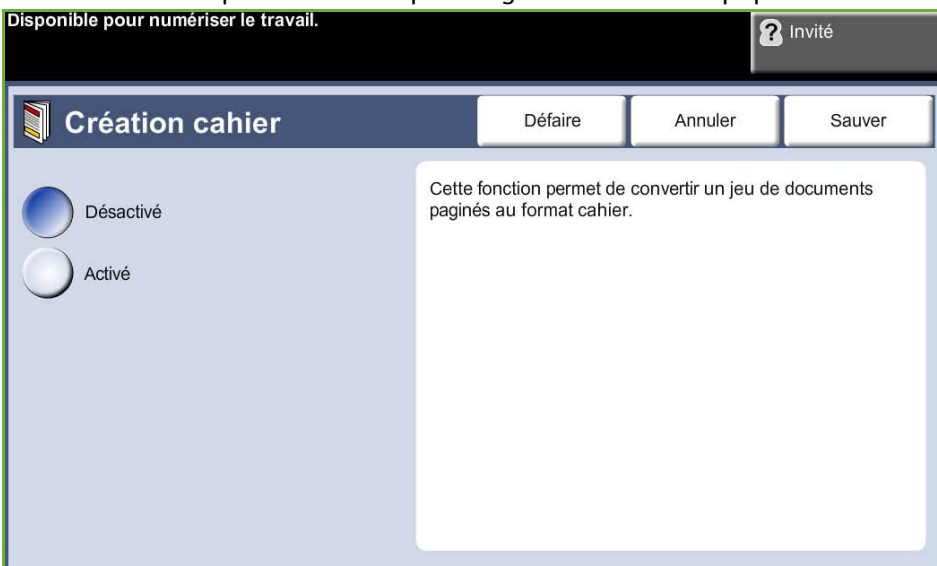 Disponible pour numériser le travail.
? Invité
Création cahier
Défaire
Annuler
Sauver
Désactivé
Activé
Cette fonction permet de convertir un jeu de documents
paginés au format cahier.